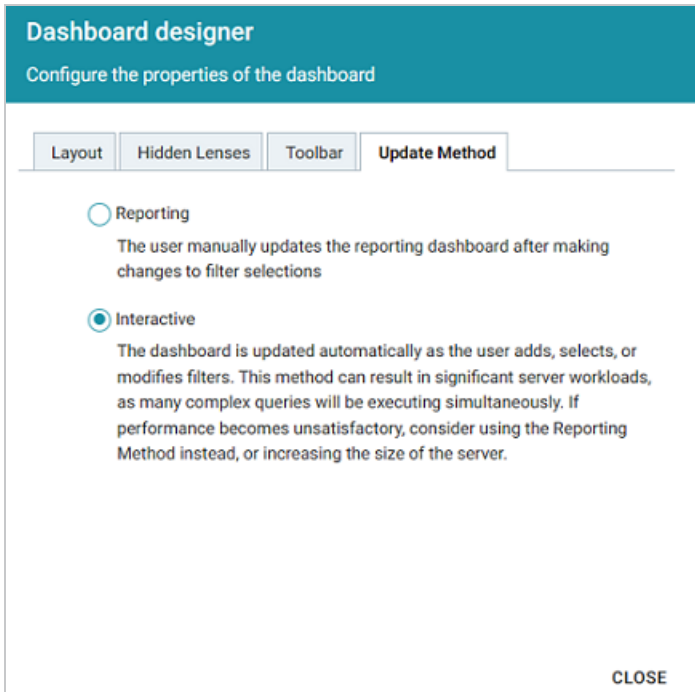 Dashboard designer
Configure the properties of the dashboard
Layout Hidden Lenses Toolbar Update Method
Reporting
The user manually updates the reporting dashboard after making
changes to filter selections
Interactive
The dashboard is updated automatically as the user adds, selects, or
modifies filters. This method can result in significant server workloads,
as many complex queries will be executing simultaneously. If
performance becomes unsatisfactory, consider using the Reporting
Method instead, or increasing the size of the server.
CLOSE